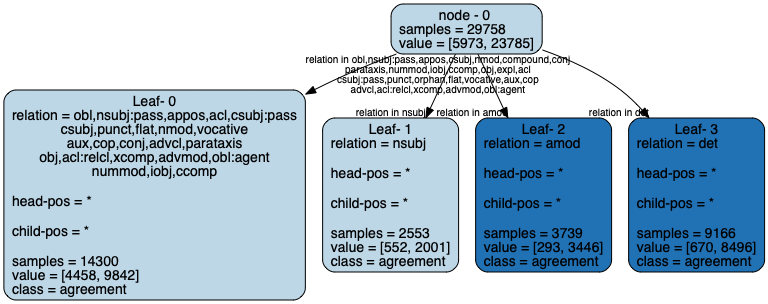 node - 0
samples = 29758
value = [5973, 23785]
relation in obl,nsubj:pass,appos,csubj,nmod,compound,conj
parataxis,nummod,iobj,ccomp,obj,expl,acl
csubj:pass,punct,orphan,flat,vocative,aux,cop
advcl,acl:relcl,xcomp,advmod,obl:agent
relation in nsubj
relation in amod
relation in det
Leaf- 0
relation = obl,nsubj:pass,appos,acl,csubj:pass
csubj,punct,flat,nmod,vocative
aux,cop,conj,advcl,parataxis
obj,acl:relcl,xcomp,advmod,obl:agent
nummod,iobj,ccomp
head-pos = *
child-pos = *
samples = 14300
value = [4458, 9842]
class = agreement
Leaf- 1
relation = nsubj
head-pos = *
child-pos = *
samples = 2553
value = [552, 2001]
class = agreement
Leaf- 2
relation = amod
head-pos = *
child-pos = *
samples = 3739
value = [293, 3446]
class = agreement
Leaf- 3
relation = det
head-pos = *
child-pos = *
samples = 9166
value = [670, 8496]
class = agreement